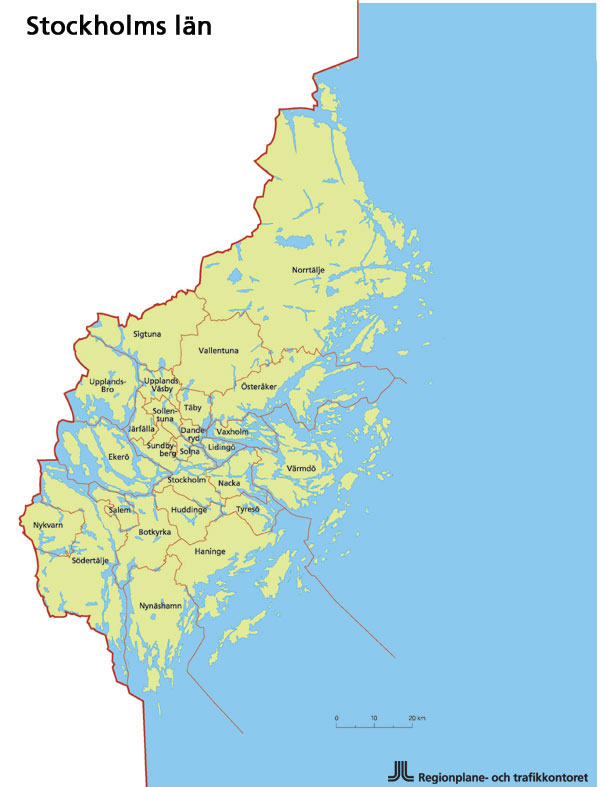 Stockholms län
Norrtälje
Sigtuna
Vallentuna
Upplands-
Bro
Upplands
Väsby
Österåker
Täby
Sollen-
tuna
Järfälla
Dande-
ryd
Vaxholm
Sundby-
berg
Solna
Lidingö
Ekerö
Värmdö
Stockholm
Nacka
Salem
Huddinge
Tyresö
Nykvarn
Botkyrka
Södertälje
Haninge
Nynäshamn
0 10 20 km
Regionplane- och trafikkontoret